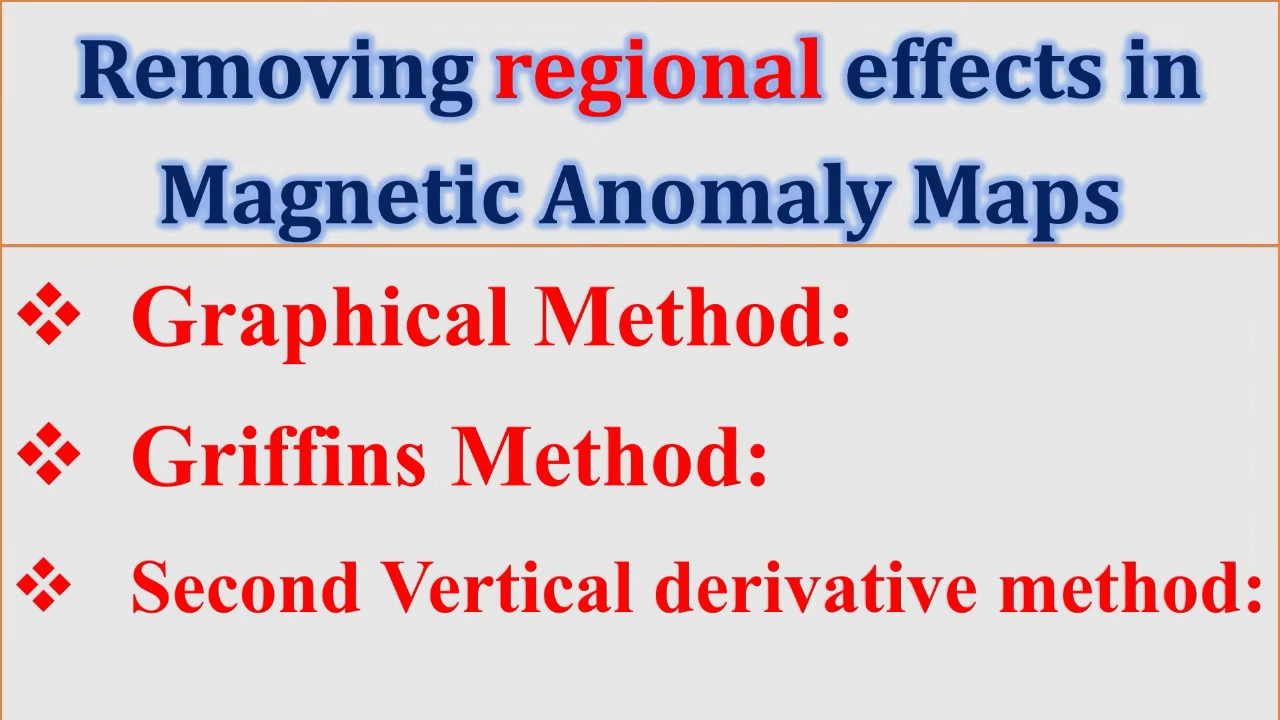 Removing regional effects in
Magnetic Anomaly Maps
❖ Graphical Method:
❖ Griffins Method:
❖ Second Vertical derivative method: